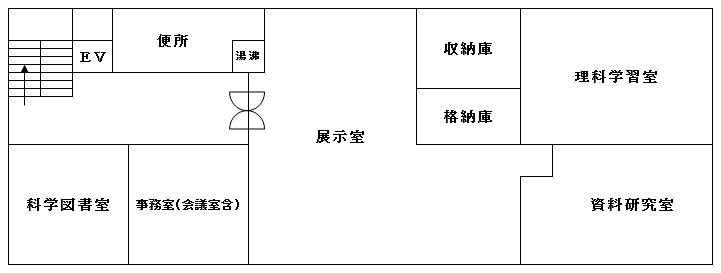 便所
収納庫
EV
湯沸
理科学習室
格納庫
展示室
科学図書室
事務室(会議室含)
資料研究室